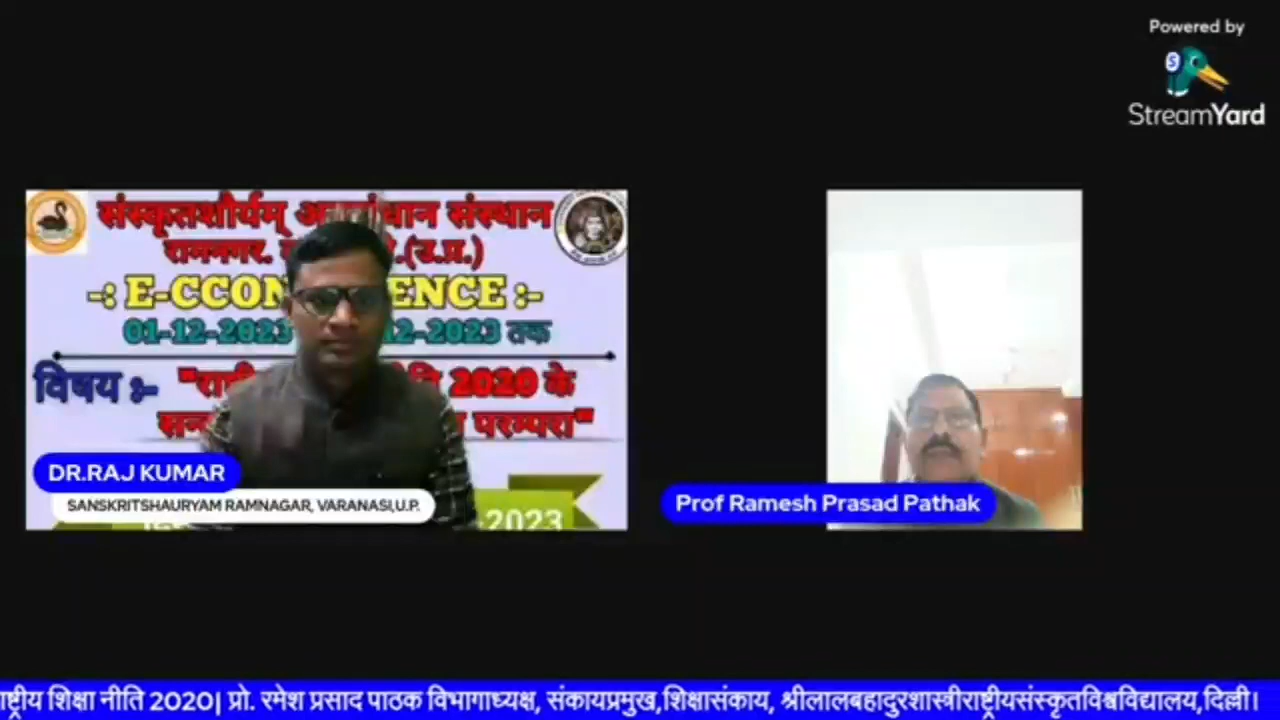 Powered by
StreamYard
संस्कृतशौर्यम् संस्थान
रामनगर. .(उ.प्र.)
-: E-CCON ENCE :-
01-12-2023 12-2023 तक
विषय :- 2020 के
परम्परा"
DR.RAJ KUMAR
SANSKRITSHAURYAM RAMNAGAR, VARANASI,U.P.
-2023
Prof Ramesh Prasad Pathak
ाष्ट्रीय शिक्षा नीति 2020| प्रो. रमेश प्रसाद पाठक विभागाध्यक्ष, संकायप्रमुख,शिक्षासंकाय, श्रीलालबहादुरशास्त्रीराष्ट्रीयसंस्कृतविश्वविद्यालय,दिल्ली।